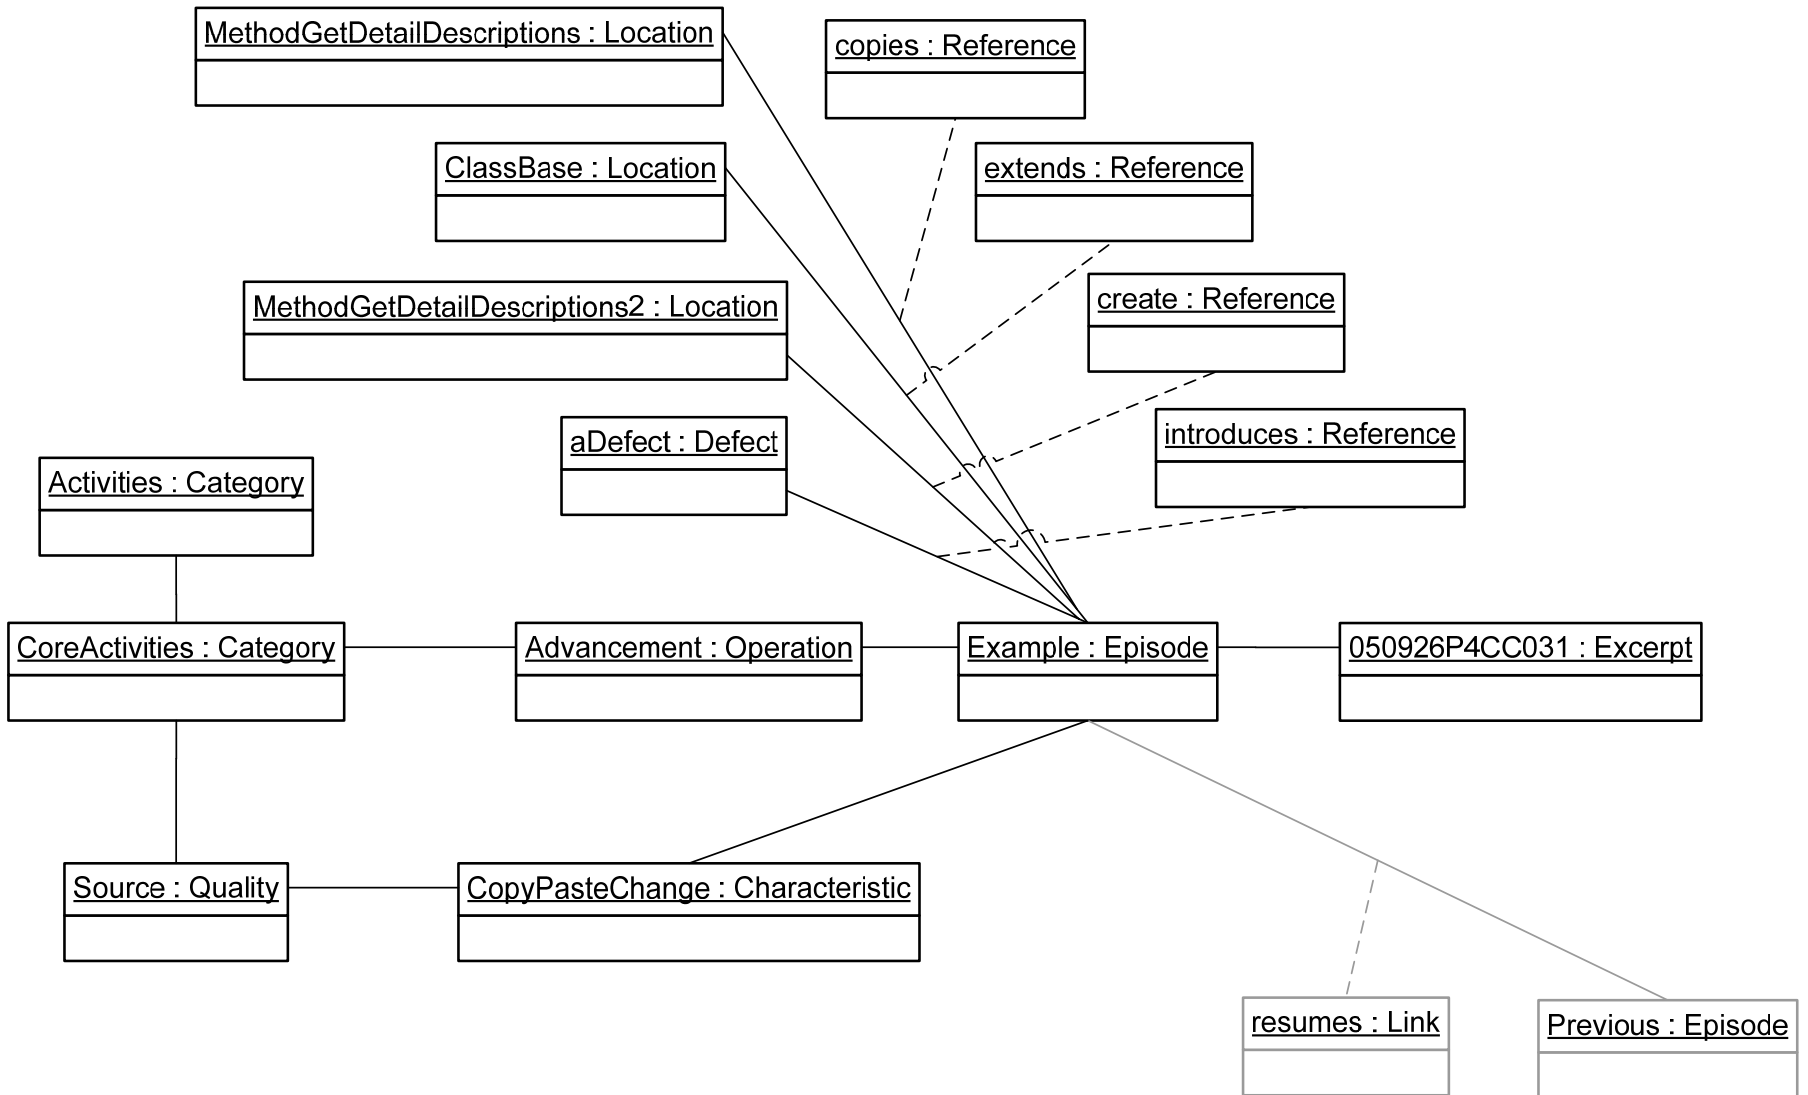 MethodGetDetailDescriptions : Location
copies : Reference
ClassBase : Location
extends : Reference
MethodGetDetailDescriptions2 : Location
create : Reference
aDefect : Defect
introduces : Reference
Activities : Category
CoreActivities : Category
Advancement : Operation
Example : Episode
050926P4CC031 : Excerpt
Source : Quality
CopyPasteChange : Characteristic
resumes : Link
Previous : Episode